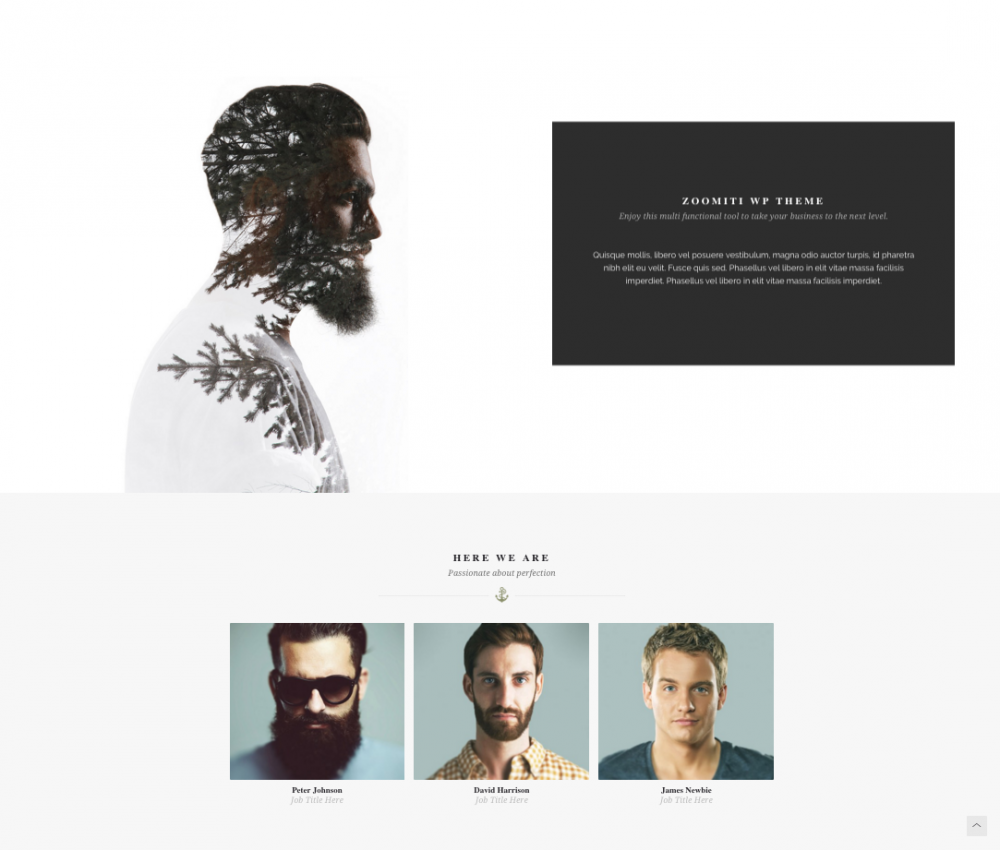 ZOOMITI WP THEME
Enjoy this multi functional tool to take your business to the next level.
Quisque mollis, libero vel posuere vestibulum, magna odio auctor turpis, id pharetra
nibh elit eu velit. Fusce quis sed. Phasellus vel libero in elit vitae massa facilisis
imperdiet. Phasellus vel libero in elit vitae massa facilisis imperdiet.
HERE WE ARE
Passionate about perfection
Peter Johnson
Job Title Here
David Harrison
Job Title Here
James Newbie
Job Title Here